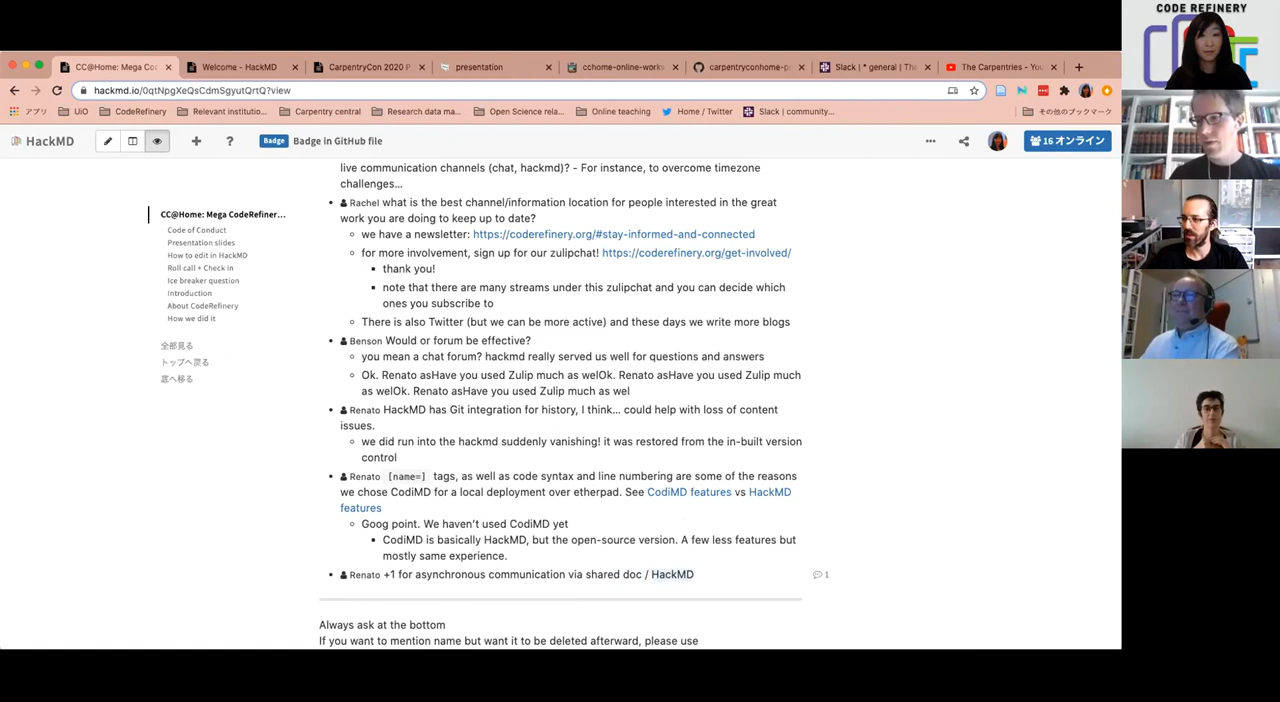 CODE REFINERY
CC@Home: Mega Co
Welcome - HackMD
CarpentryCon 2020 P
presentation
cchome-online-works
carpentryconhome-p
Slack | * general | Th
The Carpentries - Yo
hackmd.io/0qtNpgXeQsCdmSgyutQrtQ?view
アプリ
UiO
CodeRefinery
Relevant institutio...
Carpentry central
Research data ma...
Open Science rela...
Online teaching
Home / Twitter
Slack | community...
その他のブックマーク
HackMD
Badge
Badge in GitHub file
16 オンライン
CC@Home: Mega CodeRefiner...
Code of Conduct
Presentation slides
How to edit in HackMD
Roll call + Check in
Ice breaker question
Introduction
About CodeRefinery
How we did it
全部見る
トップへ戻る
底へ移る
live communication channels (chat, hackmd)? - For instance, to overcome timezone
challenges...
Rachel what is the best channel/information location for people interested in the great
work you are doing to keep up to date?
we have a newsletter: https://coderefinery.org/#stay-informed-and-connected
for more involvement, sign up for our zulipchat! https://coderefinery.org/get-involved/
thank you!
note that there are many streams under this zulipchat and you can decide which
ones you subscribe to
There is also Twitter (but we can be more active) and these days we write more blogs
Benson Would or forum be effective?
you mean a chat forum? hackmd really served us well for questions and answers
Ok. Renato asHave you used Zulip much as welOk. Renato asHave you used Zulip much
as welOk. Renato asHave you used Zulip much as wel
Renato HackMD has Git integration for history, I think... could help with loss of content
issues.
we did run into the hackmd suddenly vanishing! it was restored from the in-built version
control
Renato [name=] tags, as well as code syntax and line numbering are some of the reasons
we chose CodiMD for a local deployment over etherpad. See CodiMD features vs HackMD
features
Goog point. We haven't used CodiMD yet
CodiMD is basically HackMD, but the open-source version. A few less features but
mostly same experience.
Renato +1 for asynchronous communication via shared doc / HackMD
1
Always ask at the bottom
If you want to mention name but want it to be deleted afterward, please use